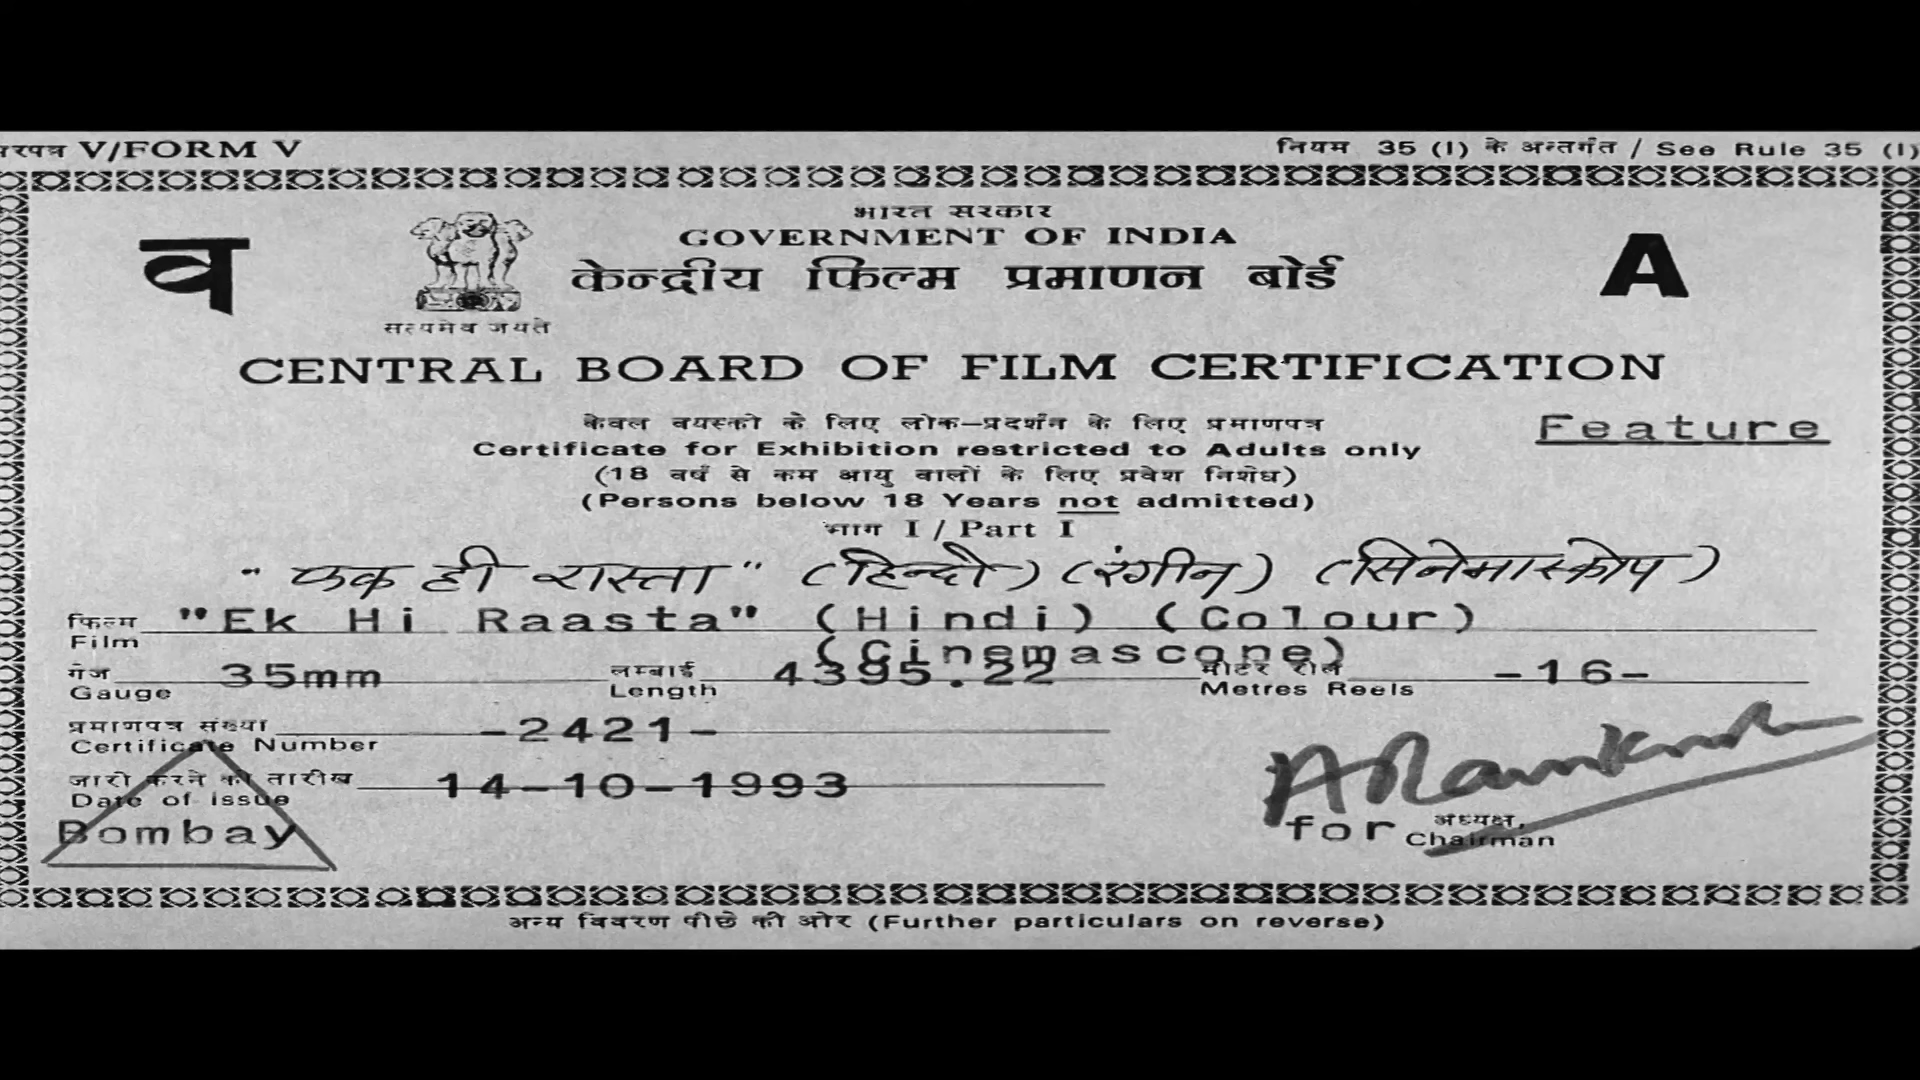 V/FORM V
नियम 35 (I) के अन्तर्गत / See Rule 35 (I)
भारत सरकार
GOVERNMENT OF INDIA
व
केन्द्रीय फिल्म प्रमाणन बोर्ड
A
सत्यमेव जयते
CENTRAL BOARD OF FILM CERTIFICATION
केवल वयस्कों के लिए लोक-प्रदर्शन के लिए प्रमाणपत्र
Feature
Certificate for Exhibition restricted to Adults only
(18 वर्ष से कम आयु वालों के लिए प्रवेश निशेध)
(Persons below 18 Years not admitted)
भाग I / Part I
"एक ही रास्ता" (हिन्दी) (रंगीन) (सिनेमास्कोप)
फिल्म "Ek Hi Raasta" (Hindi) (Colour)
Film
(Cinemascope)
गेज 35mm लम्बाई 4395.22 मीटर रील -16-
Gauge Length Metres Reels
प्रमाणपत्र संख्या -2421-
Certificate Number
जारी करने की तारीख 14-10-1993
Date of issue
Bombay
for अध्यक्ष,
Chairman
अन्य विवरण पीछे की ओर (Further particulars on reverse)